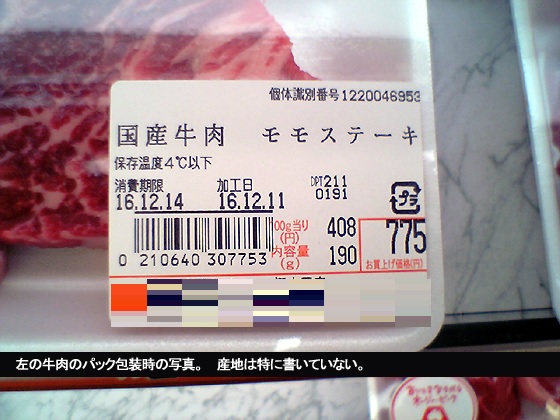 個体識別番号1220046953
国産牛肉 モモステーキ
保存温度4℃以下
消費期限 加工日 DPT211
16.12.14 16.12.11 0191
プラ
00g当り(円) 408
内容量(g) 190
775
お買上げ価格(円)
0 210640 307753
左の牛肉のパック包装時の写真。 産地は特に書いていない。